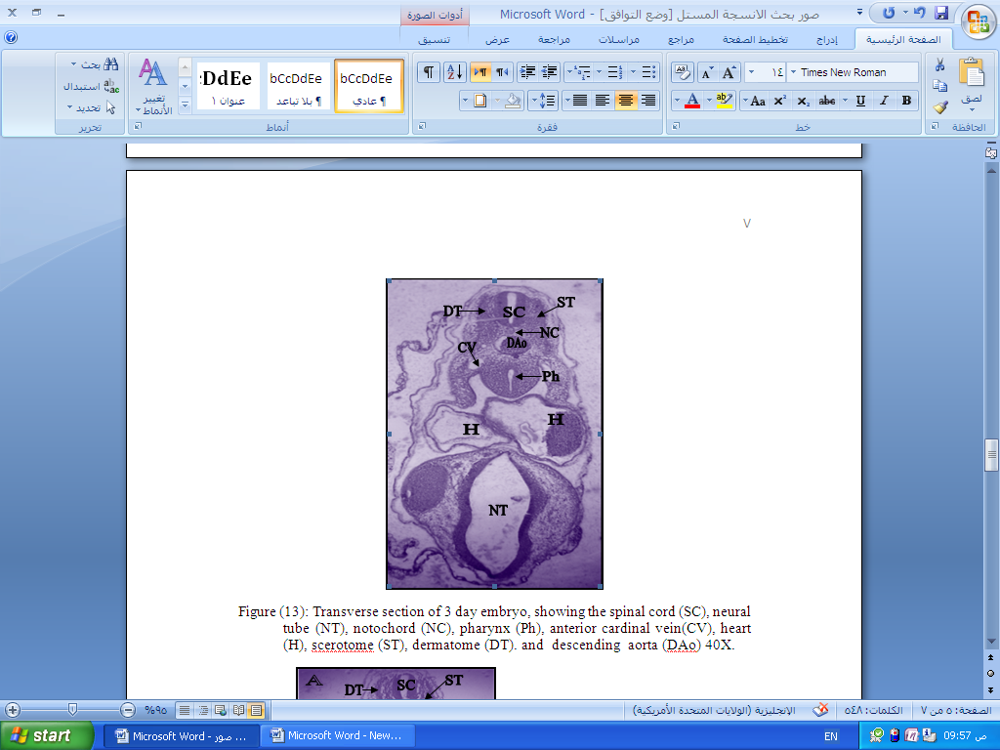 صور بحث الانسجة المستل [وضع التوافق] - Microsoft Word
أدوات الصورة
الصفحة الرئيسية
إدراج
تخطيط الصفحة
مراجع
مراسلات
مراجعة
عرض
تنسيق
لصق
الحافظة
Times New Roman
١٤
A A
B I U abc x₂ x² Aa
خط
فقرة
AaBbCcDdEe
¶ عادي
¶ بلا تباعد
عنوان ١
تغيير
الأنماط
أنماط
بحث
استبدال
تحديد
تحرير
٧
DT
SC
ST
NC
DAo
CV
Ph
H
H
NT
Figure (13): Transverse section of 3 day embryo, showing the spinal cord (SC), neural
tube (NT), notochord (NC), pharynx (Ph), anterior cardinal vein(CV), heart
(H), scerotome (ST), dermatome (DT). and descending aorta (DAo) 40X.
A
DT
SC
ST
الصفحة: ٥ من ٧
الكلمات: ٥٤٨
الإنجليزية (الولايات المتحدة الأمريكية)
%٩٥
start
Microsoft Word - صور ...
Microsoft Word - New...
EN
09:57 ص